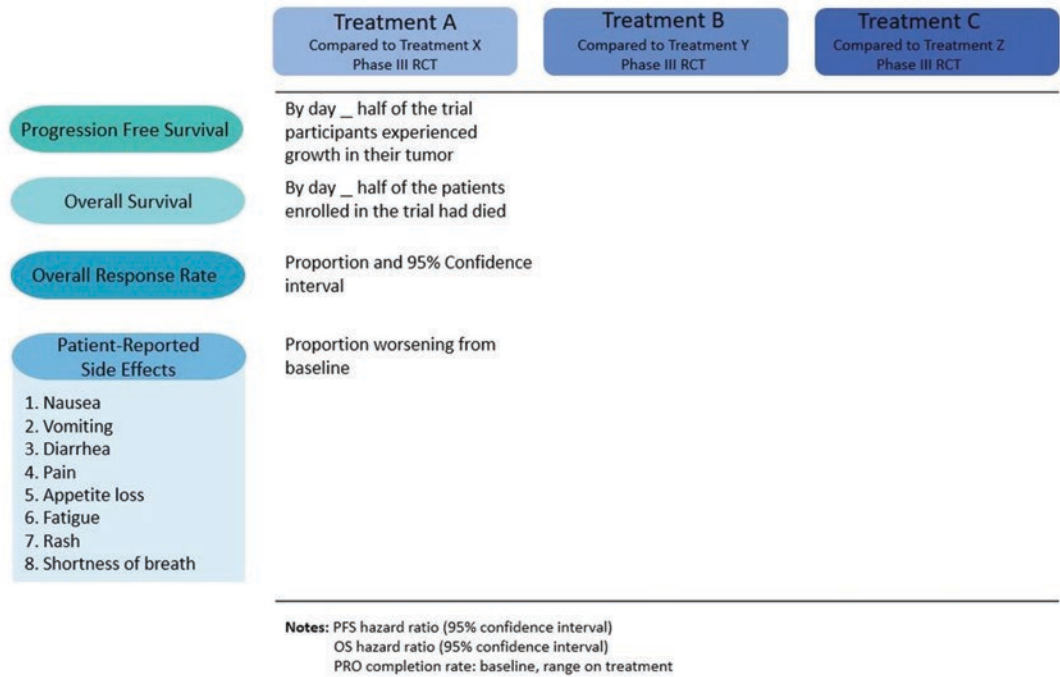 Treatment A
Compared to Treatment X
Phase III RCT
Treatment B
Compared to Treatment Y
Phase III RCT
Treatment C
Compared to Treatment Z
Phase III RCT
Progression Free Survival
By day _ half of the trial
participants experienced
growth in their tumor
Overall Survival
By day _ half of the patients
enrolled in the trial had died
Overall Response Rate
Proportion and 95% Confidence
interval
Patient-Reported
Side Effects
Proportion worsening from
baseline
1. Nausea
2. Vomiting
3. Diarrhea
4. Pain
5. Appetite loss
6. Fatigue
7. Rash
8. Shortness of breath
Notes: PFS hazard ratio (95% confidence interval)
OS hazard ratio (95% confidence interval)
PRO completion rate: baseline, range on treatment